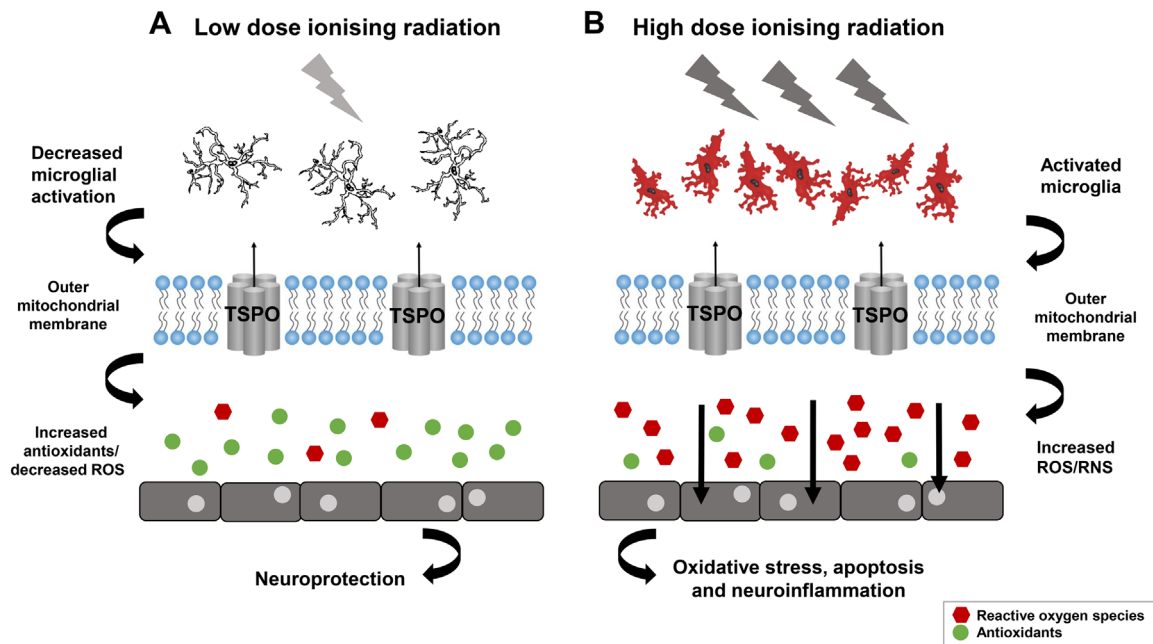 A Low dose ionising radiation
Decreased
microglial
activation
Outer
mitochondrial
membrane
TSPO
TSPO
Increased
antioxidants/
decreased ROS
Neuroprotection
B High dose ionising radiation
Activated
microglia
TSPO
TSPO
Outer
mitochondrial
membrane
Increased
ROS/RNS
Oxidative stress, apoptosis
and neuroinflammation
Reactive oxygen species
Antioxidants